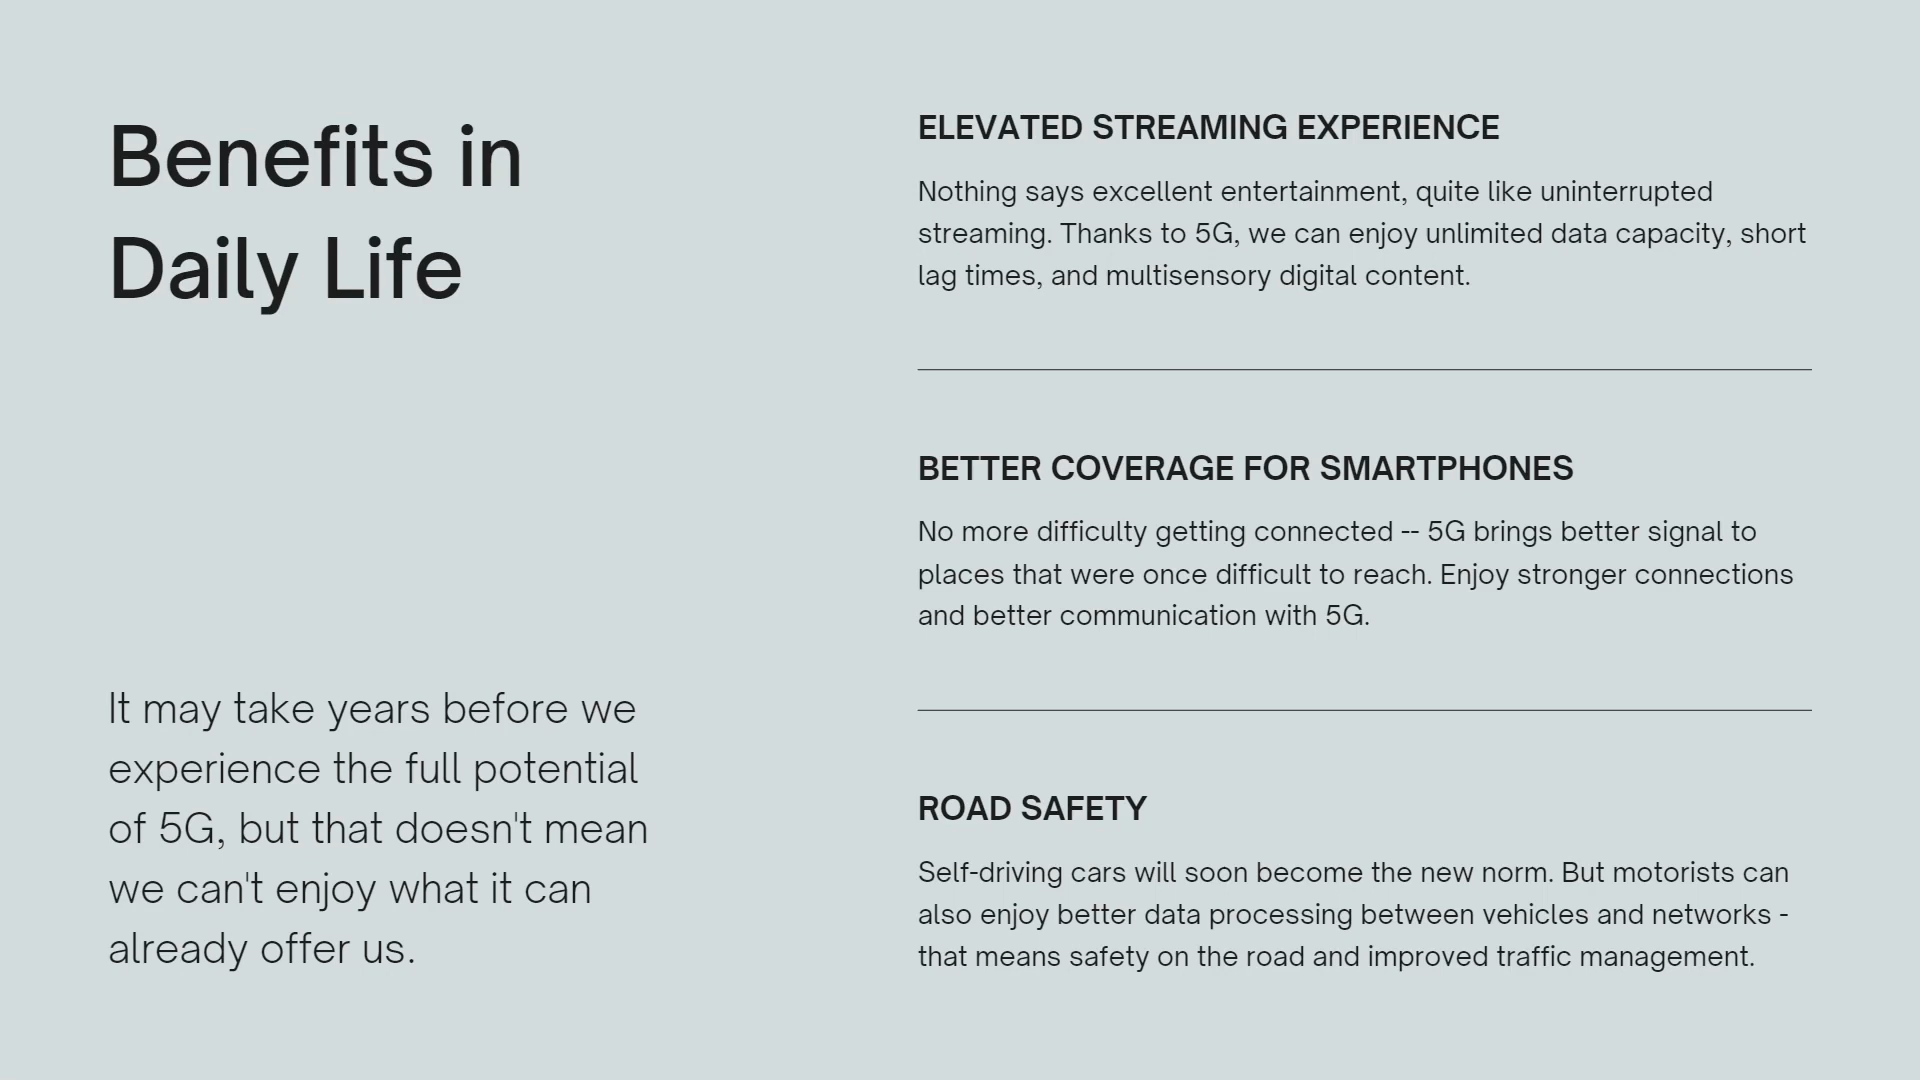 Benefits in
Daily Life
It may take years before we
experience the full potential
of 5G, but that doesn't mean
we can't enjoy what it can
already offer us.
ELEVATED STREAMING EXPERIENCE
Nothing says excellent entertainment, quite like uninterrupted
streaming. Thanks to 5G, we can enjoy unlimited data capacity, short
lag times, and multisensory digital content.
BETTER COVERAGE FOR SMARTPHONES
No more difficulty getting connected -- 5G brings better signal to
places that were once difficult to reach. Enjoy stronger connections
and better communication with 5G.
ROAD SAFETY
Self-driving cars will soon become the new norm. But motorists can
also enjoy better data processing between vehicles and networks -
that means safety on the road and improved traffic management.